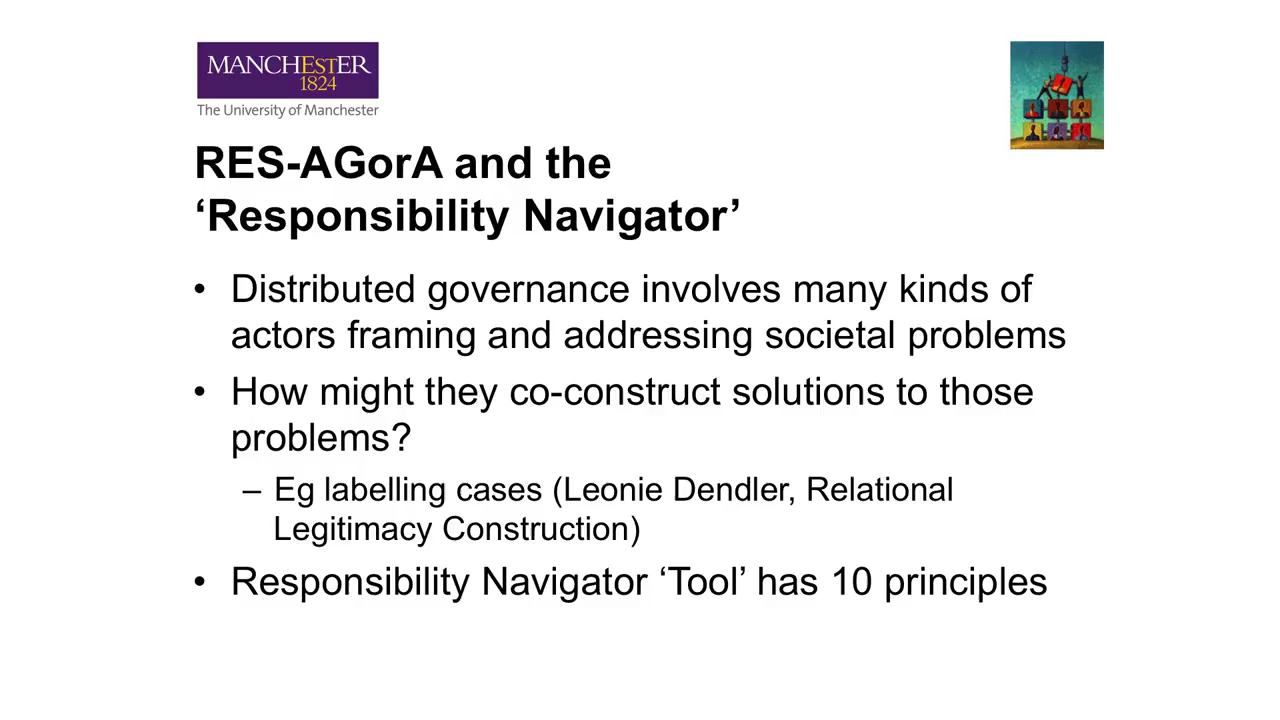 MANCHESTER
1824
The University of Manchester
RES-AGorA and the
‘Responsibility Navigator’
• Distributed governance involves many kinds of
actors framing and addressing societal problems
• How might they co-construct solutions to those
problems?
– Eg labelling cases (Leonie Dendler, Relational
Legitimacy Construction)
• Responsibility Navigator ‘Tool’ has 10 principles